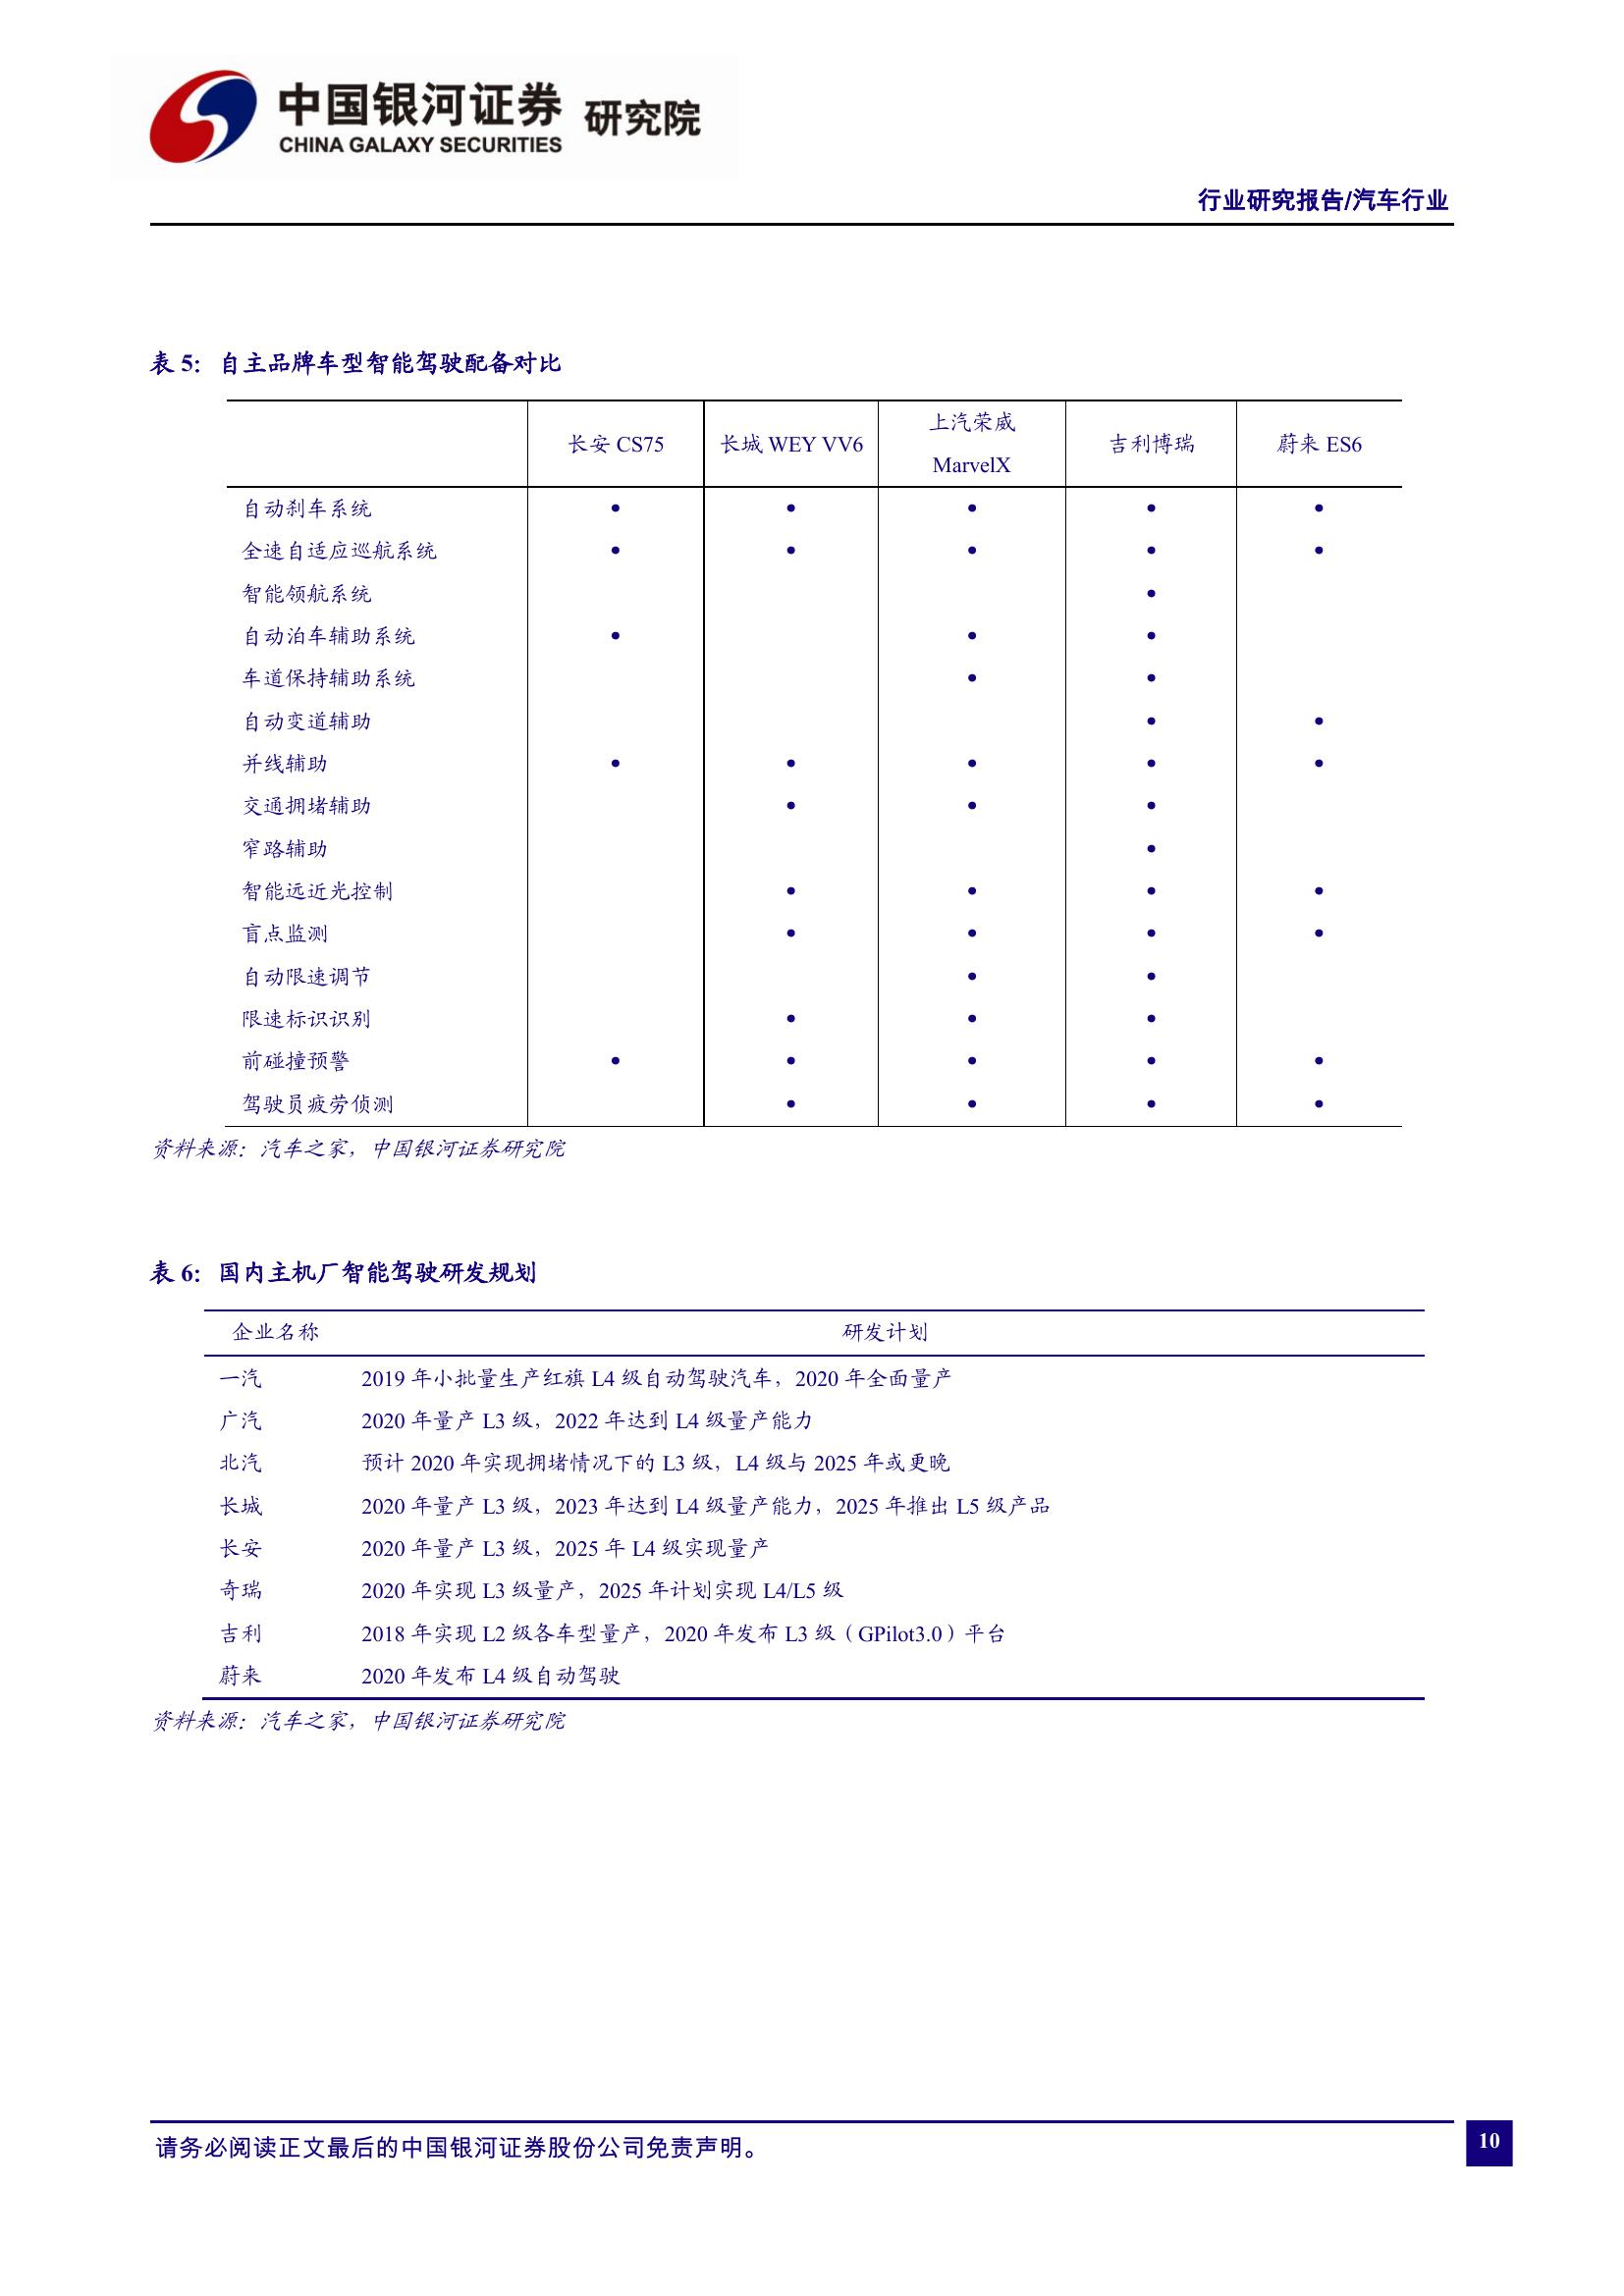 中国银河证券 研究院
CHINA GALAXY SECURITIES
行业研究报告/汽车行业
表 5: 自主品牌车型智能驾驶配备对比
长安 CS75 长城 WEY VV6 上汽荣威 MarvelX 吉利博瑞 蔚来 ES6
自动刹车系统 ● ● ● ● ●
全速自适应巡航系统 ● ● ● ● ●
智能领航系统 ●
自动泊车辅助系统 ● ● ●
车道保持辅助系统 ● ●
自动变道辅助 ● ●
并线辅助 ● ● ● ● ●
交通拥堵辅助 ● ● ●
窄路辅助 ●
智能远近光控制 ● ● ● ●
盲点监测 ● ● ● ●
自动限速调节 ● ●
限速标识识别 ● ● ●
前碰撞预警 ● ● ● ● ●
驾驶员疲劳侦测 ● ● ● ●
资料来源：汽车之家，中国银河证券研究院
表 6: 国内主机厂智能驾驶研发规划
企业名称 研发计划
一汽 2019 年小批量生产红旗 L4 级自动驾驶汽车，2020 年全面量产
广汽 2020 年量产 L3 级，2022 年达到 L4 级量产能力
北汽 预计 2020 年实现拥堵情况下的 L3 级，L4 级与 2025 年或更晚
长城 2020 年量产 L3 级，2023 年达到 L4 级量产能力，2025 年推出 L5 级产品
长安 2020 年量产 L3 级，2025 年 L4 级实现量产
奇瑞 2020 年实现 L3 级量产，2025 年计划实现 L4/L5 级
吉利 2018 年实现 L2 级各车型量产，2020 年发布 L3 级（GPilot3.0）平台
蔚来 2020 年发布 L4 级自动驾驶
资料来源：汽车之家，中国银河证券研究院
请务必阅读正文最后的中国银河证券股份公司免责声明。
10